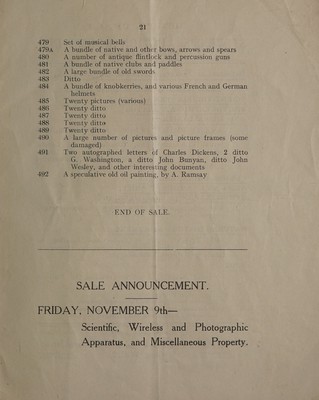 21
479 Set of musical bells
479A A bundle of native and other bows, arrows and spears
480 A number of antique flintlock and percussion guns
481 A bundle of native clubs and paddles
482 A large bundle of old swords
483 Ditto
484 A bundle of knobkerries, and various French and German
helmets
485 Twenty pictures (various)
486 Twenty ditto
487 Twenty ditto
488 Twenty ditto
489 Twenty ditto
490 A large number of pictures and picture frames (some
damaged)
491 Two autographed letters of Charles Dickens, 2 ditto
G. Washington, a ditto John Bunyan, ditto John
Wesley, and other interesting documents
492 A speculative old oil painting, by A. Ramsay
END OF SALE.
SALE ANNOUNCEMENT.
FRIDAY, NOVEMBER 9th—
Scientific, Wireless and Photographic
Apparatus, and Miscellaneous Property.